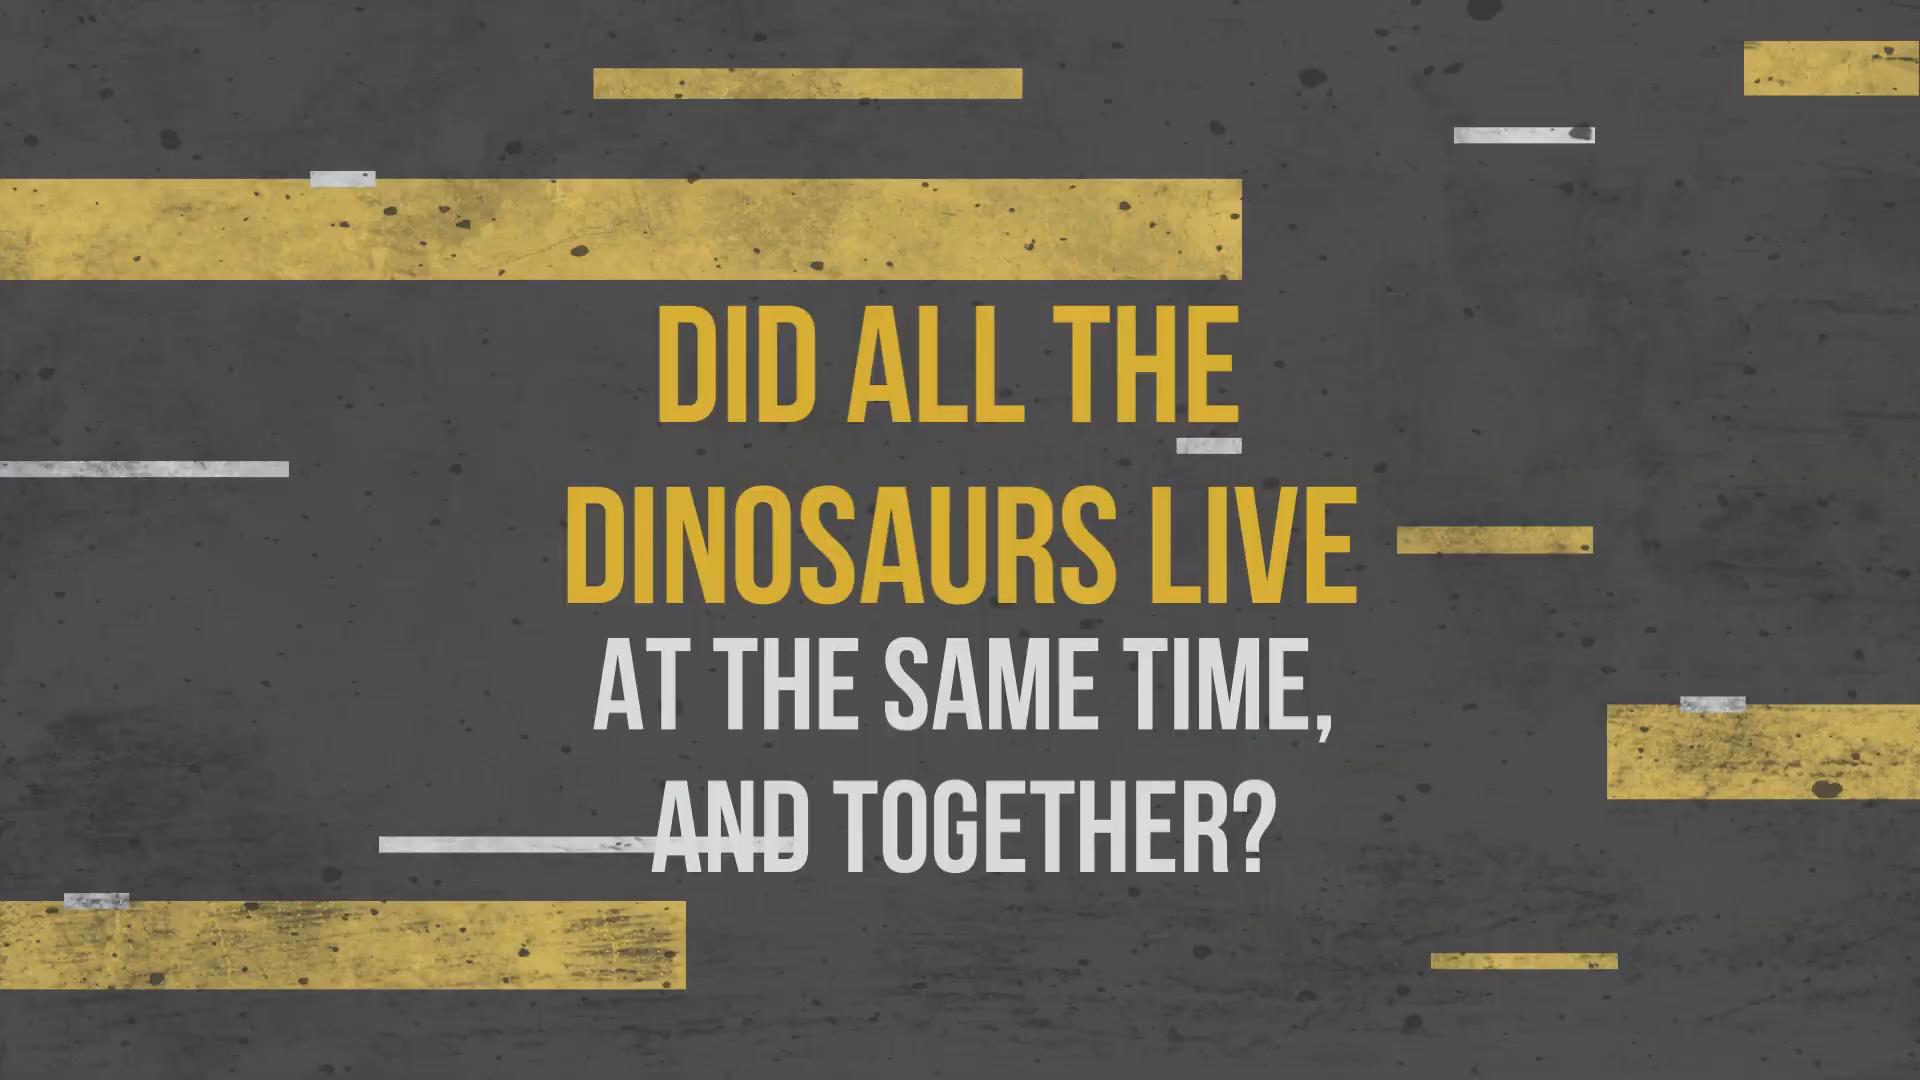 DID ALL THE
DINOSAURS LIVE
AT THE SAME TIME,
AND TOGETHER?